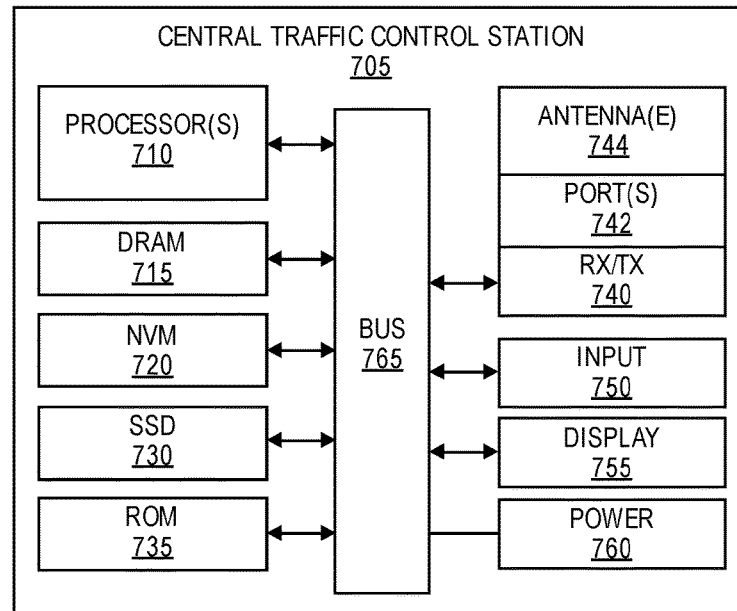 CENTRAL TRAFFIC CONTROL STATION
705
PROCESSOR(S)
710
DRAM
715
NVM
720
SSD
730
ROM
735
BUS
765
ANTENNA(E)
744
PORT(S)
742
RX/TX
740
INPUT
750
DISPLAY
755
POWER
760